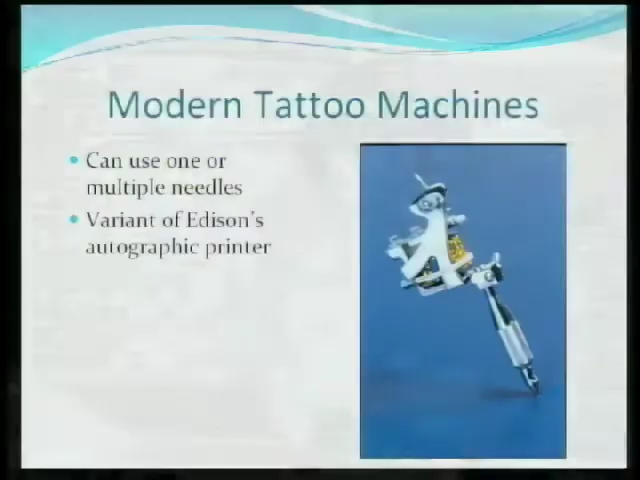 Modern Tattoo Machines
• Can use one or
multiple needles
• Variant of Edison's
autographic printer